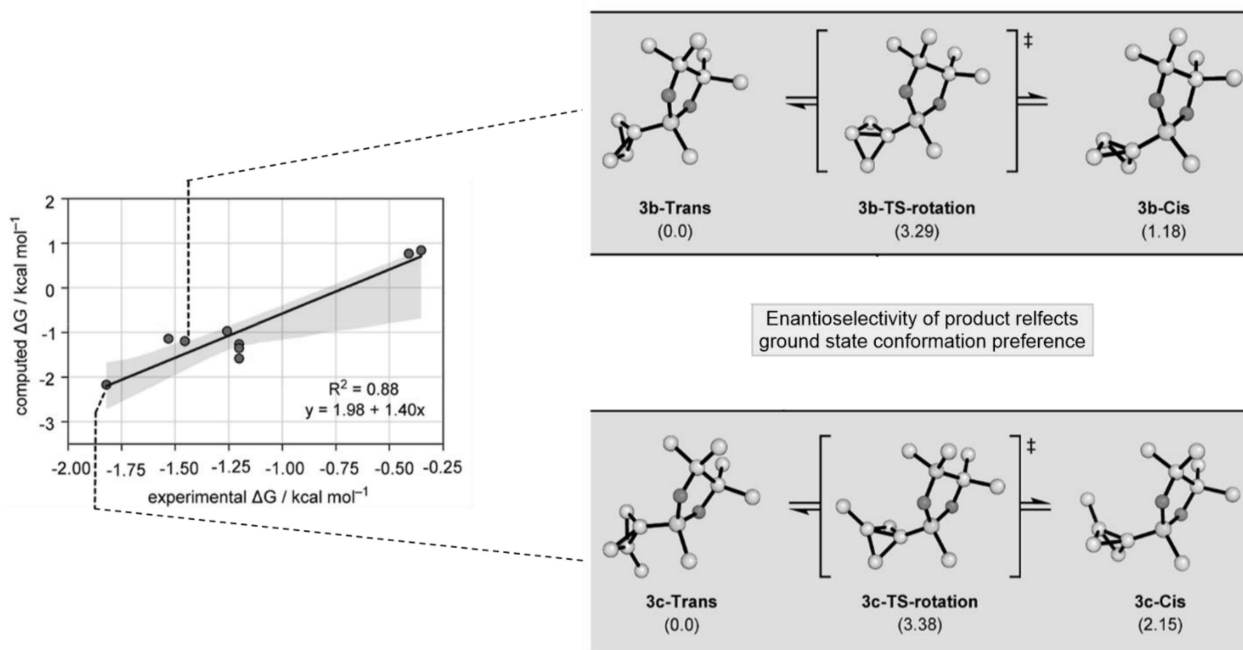 ‡
3b-Trans
(0.0)
3b-TS-rotation
(3.29)
3b-Cis
(1.18)
2
1
0
-1
-2
-3
computed ΔG / kcal mol⁻¹
R² = 0.88
y = 1.98 + 1.40x
-2.00 -1.75 -1.50 -1.25 -1.00 -0.75 -0.50 -0.25
experimental ΔG / kcal mol⁻¹
Enantioselectivity of product relfects
ground state conformation preference
‡
3c-Trans
(0.0)
3c-TS-rotation
(3.38)
3c-Cis
(2.15)